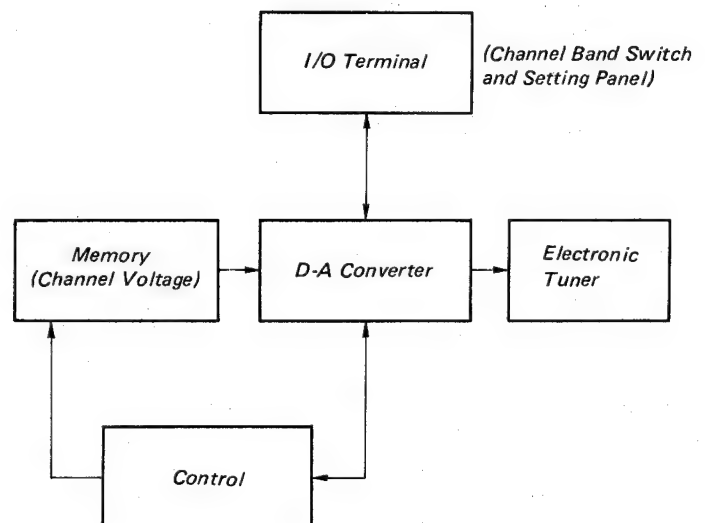 I/O Terminal
(Channel Band Switch
and Setting Panel)
Memory
(Channel Voltage)
D-A Converter
Electronic
Tuner
Control